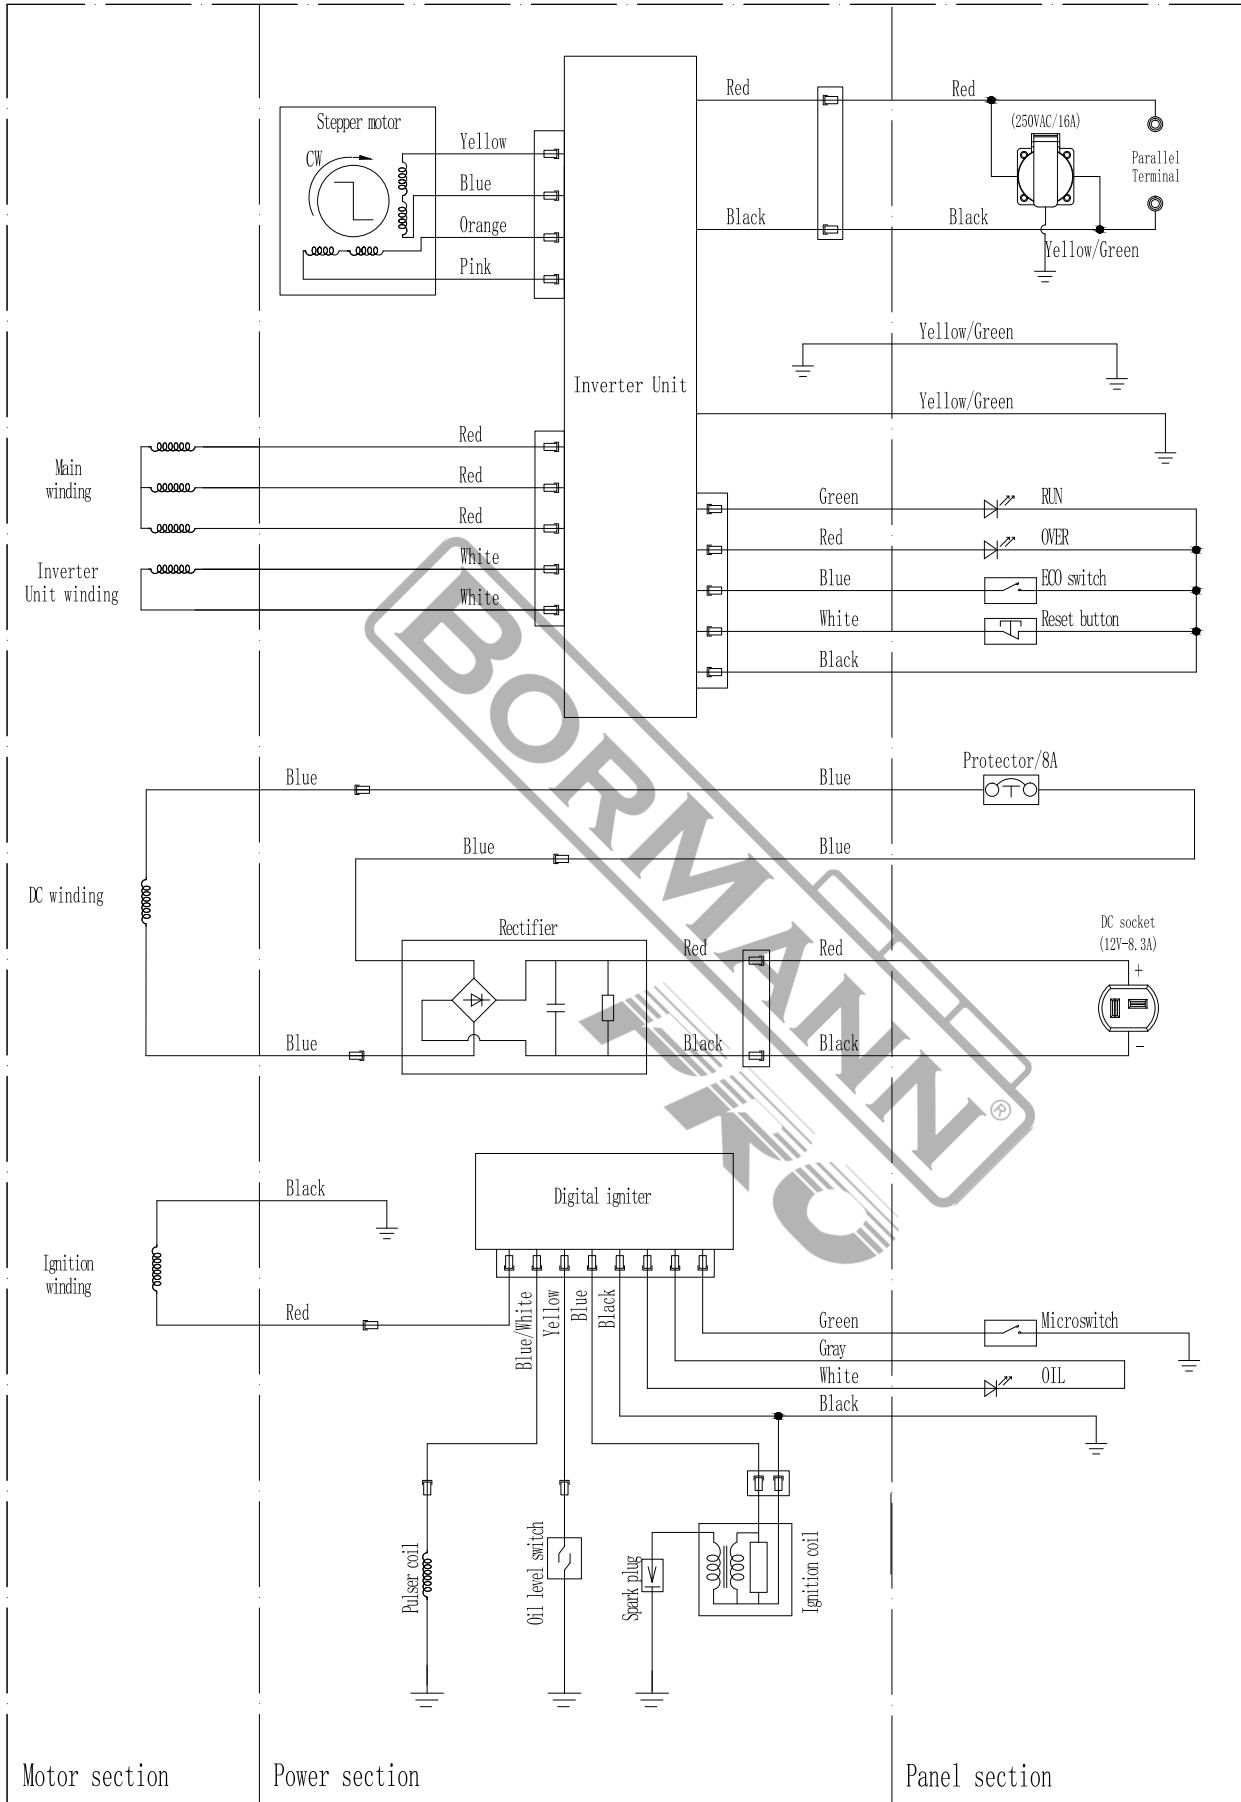 Stepper motor
CW
Yellow
Blue
Orange
Pink
Red
Red
(250VAC/16A)
Parallel
Terminal
Black
Black
Yellow/Green
Yellow/Green
Inverter Unit
Yellow/Green
Main
winding
Red
Red
Red
Inverter
Unit winding
White
White
Green
RUN
Red
OVER
Blue
ECO switch
White
Reset button
Black
Blue
Blue
Protector/8A
Blue
Blue
DC winding
Rectifier
Red
Red
DC socket
(12V-8.3A)
+
Blue
Black
Black
−
BORMANN
®
PRO
Black
Digital igniter
Ignition
winding
Red
Blue/White
Yellow
Blue
Black
Green
Microswitch
Gray
White
OIL
Black
Pulser coil
Oil level switch
Spark plug
Ignition coil
Motor section
Power section
Panel section